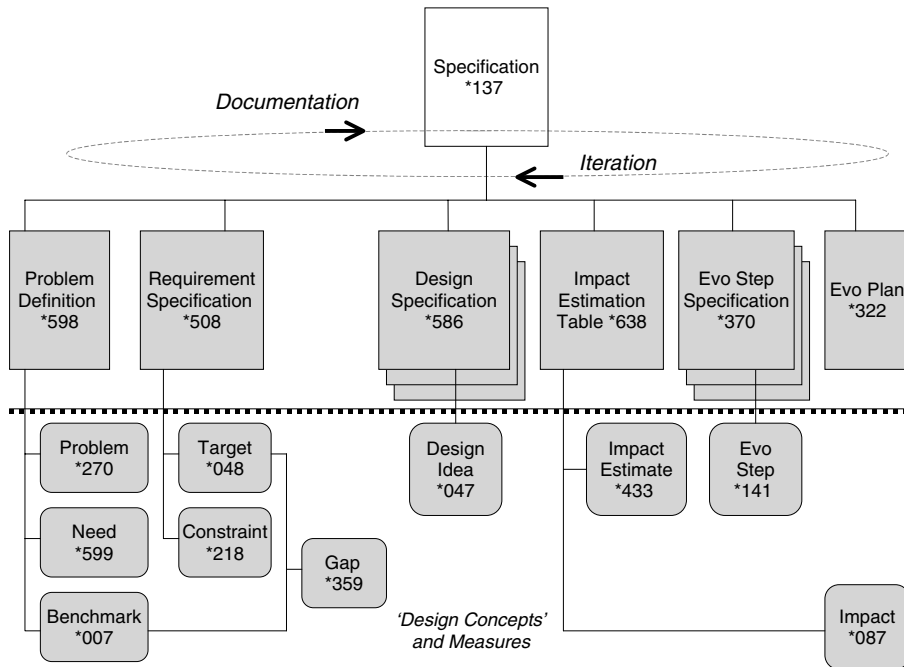 Specification
*137
Documentation
Iteration
Problem
Definition
*598
Requirement
Specification
*508
Design
Specification
*586
Impact
Estimation
Table *638
Evo Step
Specification
*370
Evo Plan
*322
Problem
*270
Target
*048
Design
Idea
*047
Impact
Estimate
*433
Evo
Step
*141
Need
*599
Constraint
*218
Gap
*359
Benchmark
*007
'Design Concepts'
and Measures
Impact
*087